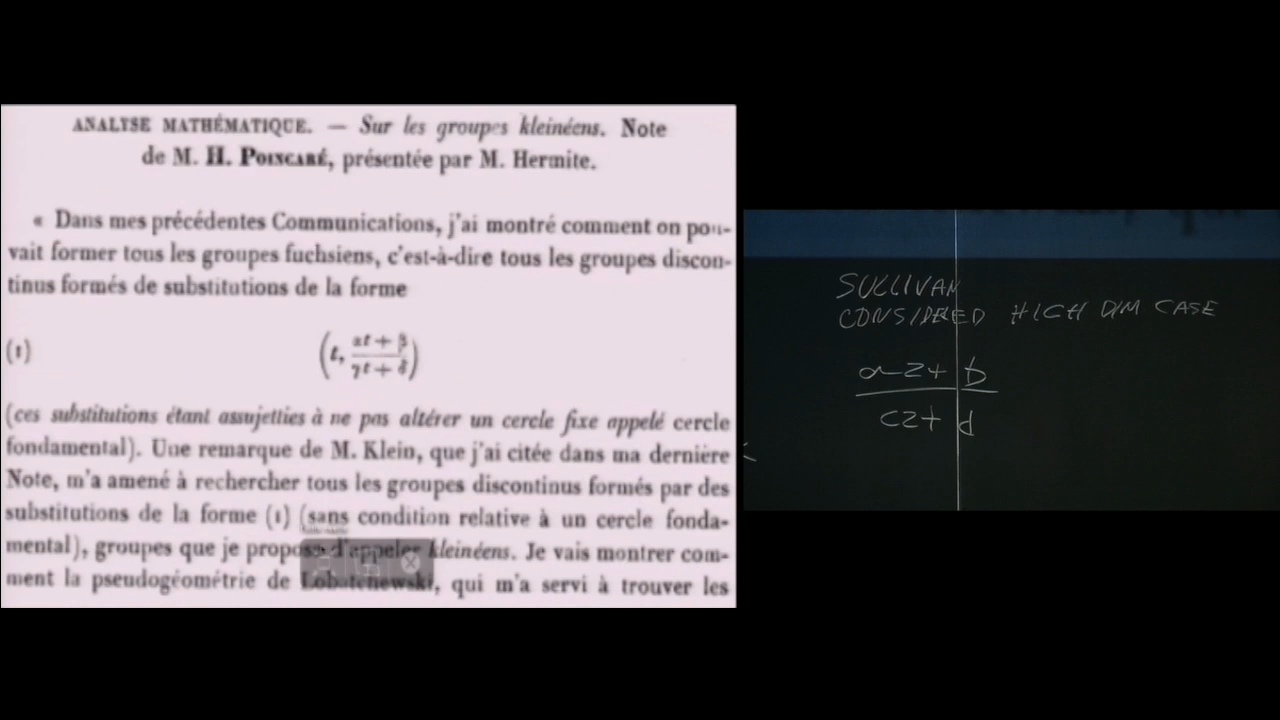 ANALYSE MATHÉMATIQUE. — Sur les groupes kleinéens. Note
de M. H. POINCARÉ, présentée par M. Hermite.
« Dans mes précédentes Communications, j'ai montré comment on pou-
vait former tous les groupes fuchsiens, c'est-à-dire tous les groupes discon-
tinus formés de substitutions de la forme
(1) (t, αt + β / γt + δ)
(ces substitutions étant assujetties à ne pas altérer un cercle fixe appelé cercle
fondamental). Une remarque de M. Klein, que j'ai citée dans ma dernière
Note, m'a amené à rechercher tous les groupes discontinus formés par des
substitutions de la forme (1) (sans condition relative à un cercle fonda-
mental), groupes que je propose d'appeler kleinéens. Je vais montrer com-
ment la pseudogéométrie de Lobatchewski, qui m'a servi à trouver les
SULLIVAN
CONSIDERED HIGH DIM CASE
az+b
cz+d